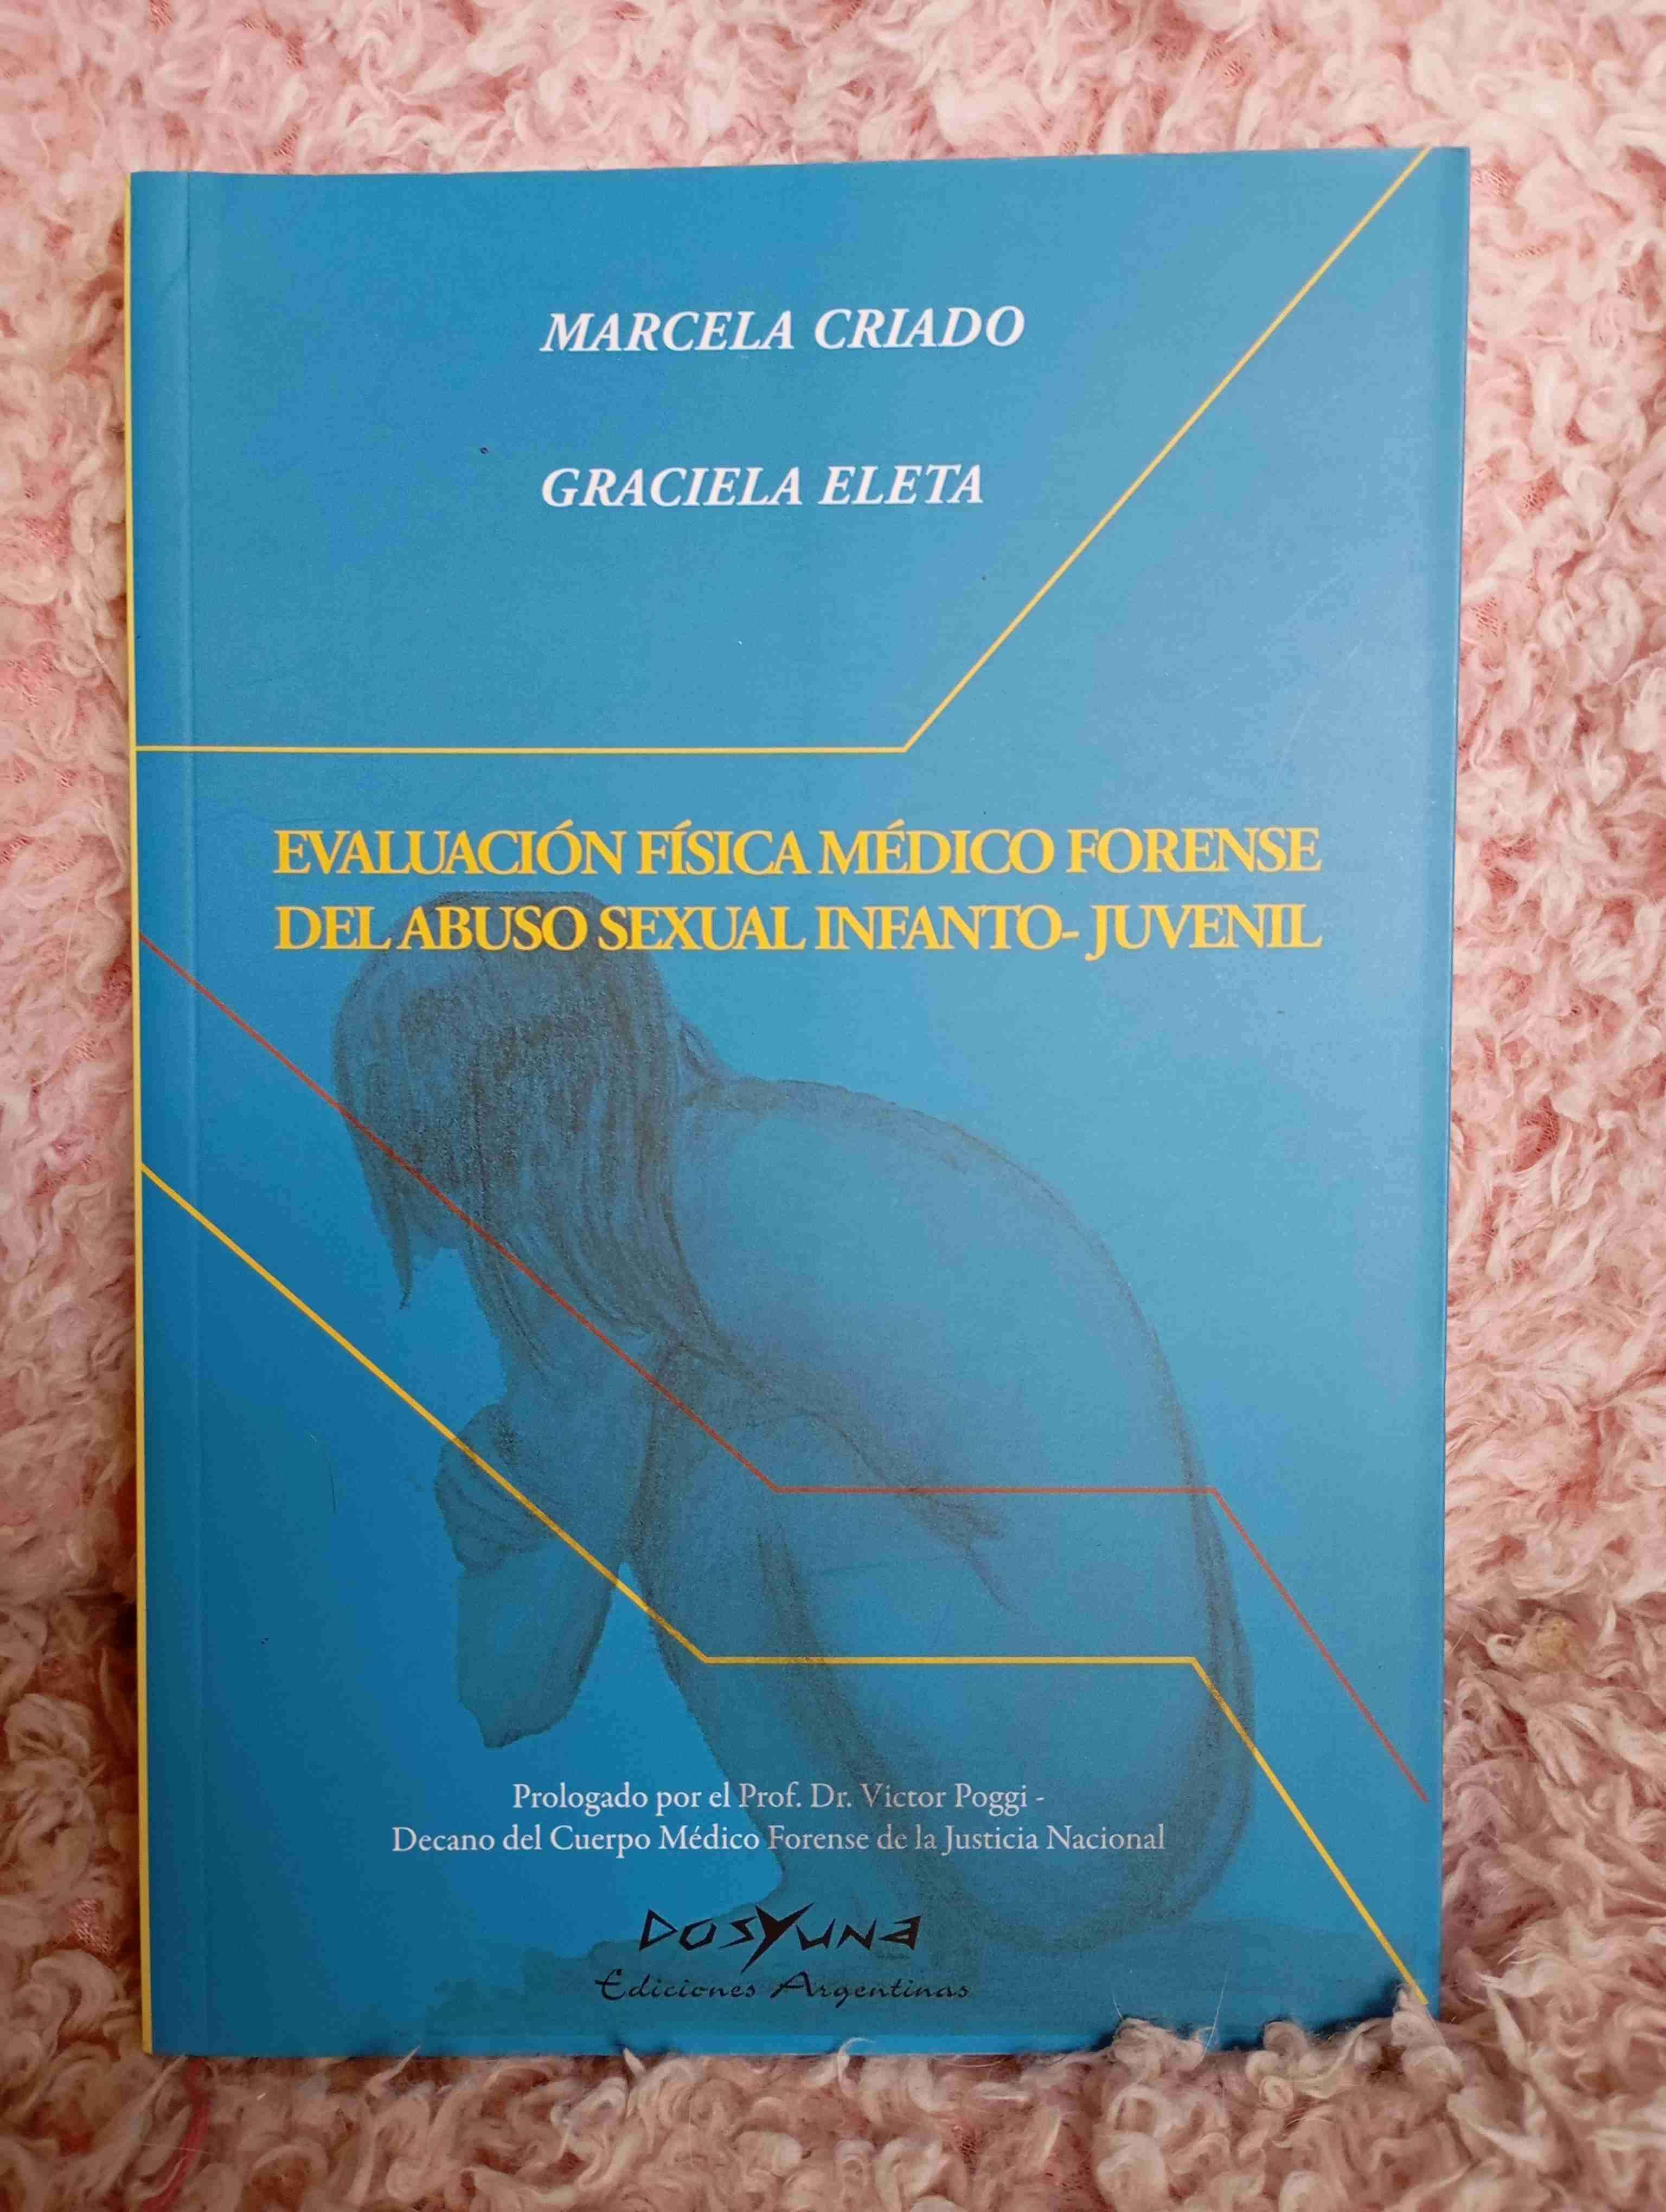 MARCELA CRIADO
GRACIELA ELETA
EVALUACIÓN FÍSICA MÉDICO FORENSE
DEL ABUSO SEXUAL INFANTO- JUVENIL
Prologado por el Prof. Dr. Victor Poggi -
Decano del Cuerpo Médico Forense de la Justicia Nacional
DosYuna
Ediciones Argentinas